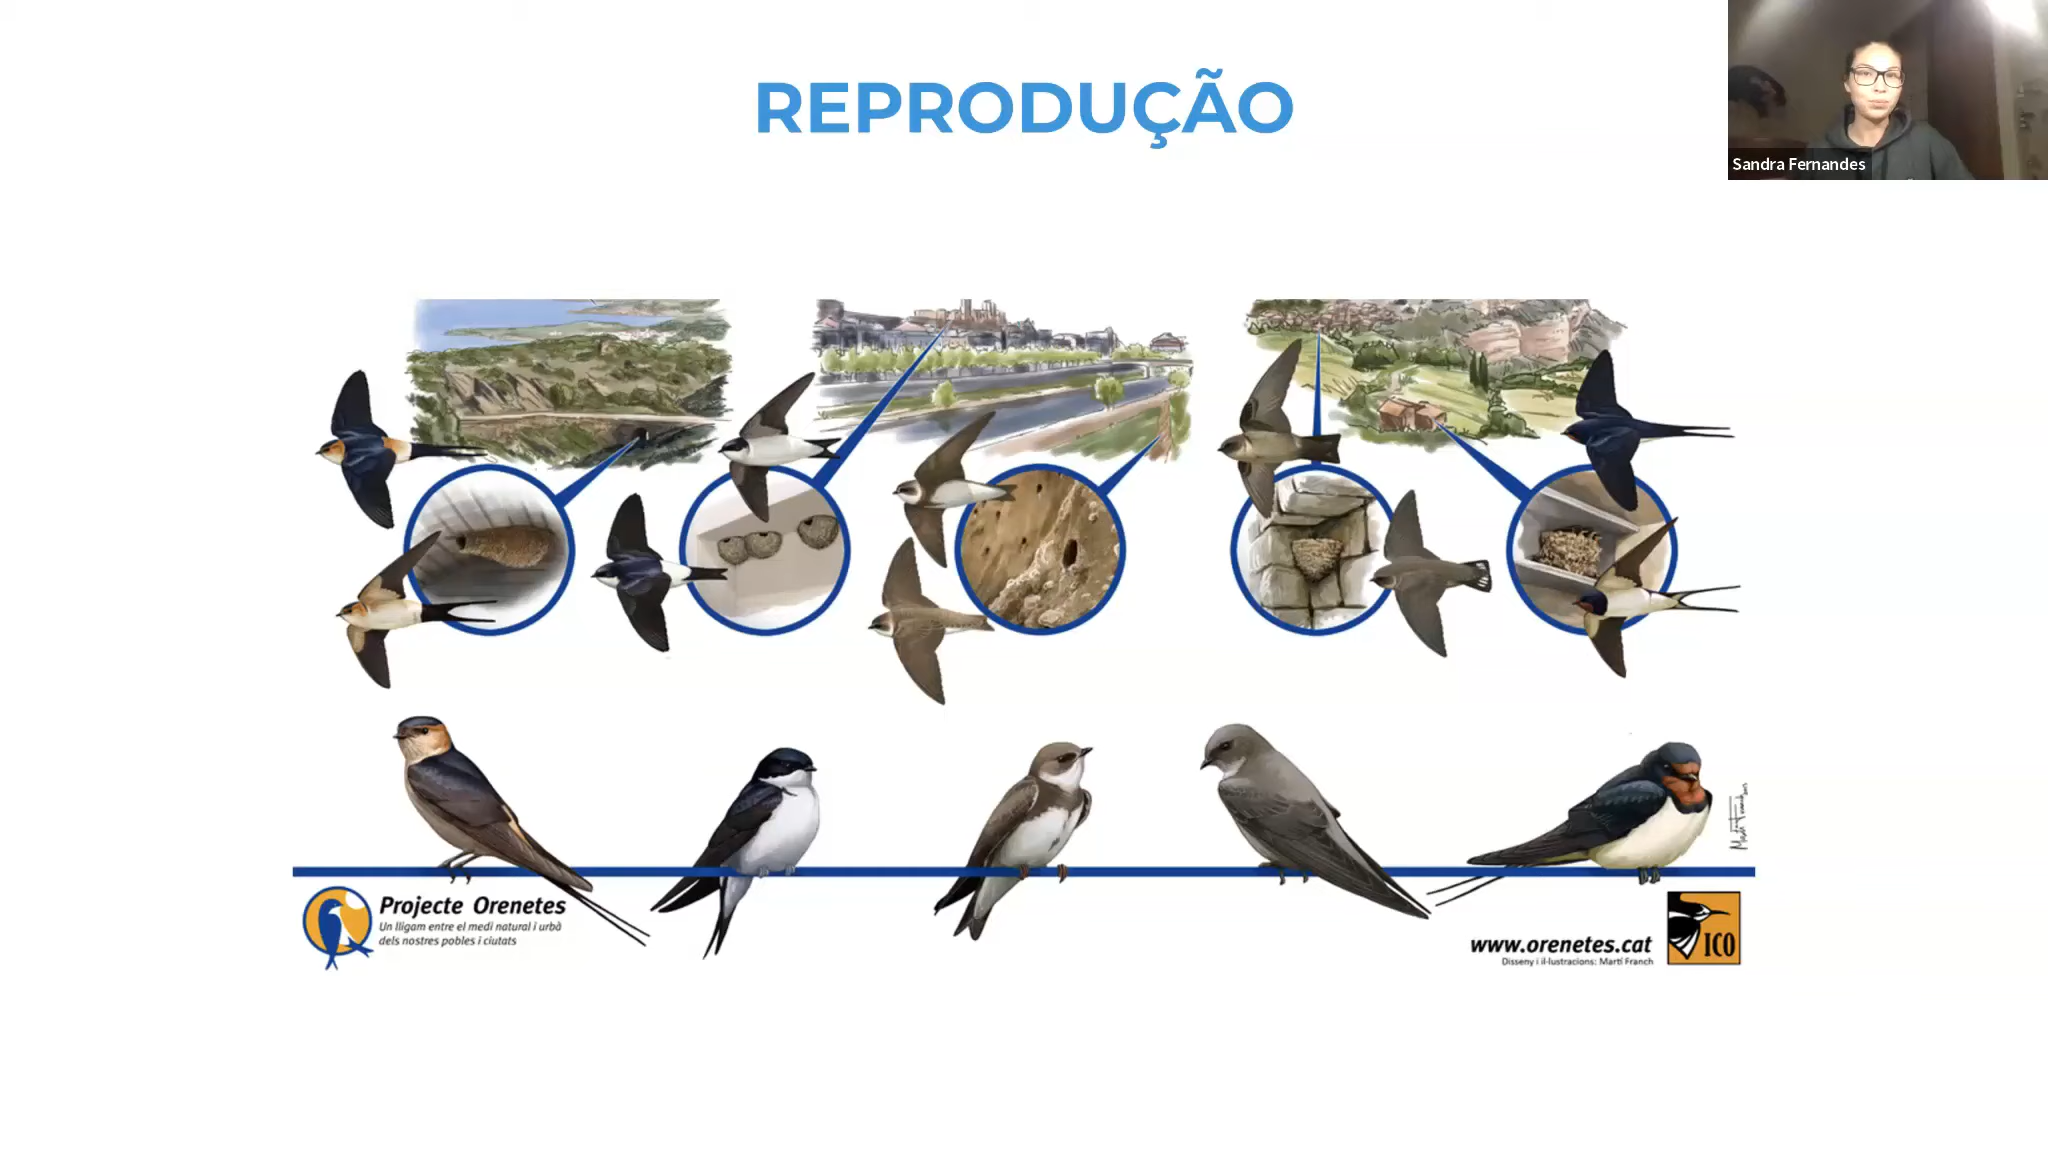 REPRODUÇÃO
Sandra Fernandes
Projecte Orenetes
Un lligam entre el medi natural i urbà
dels nostres pobles i ciutats
www.orenetes.cat
Disseny i il·lustracions: Martí Franch
ICO